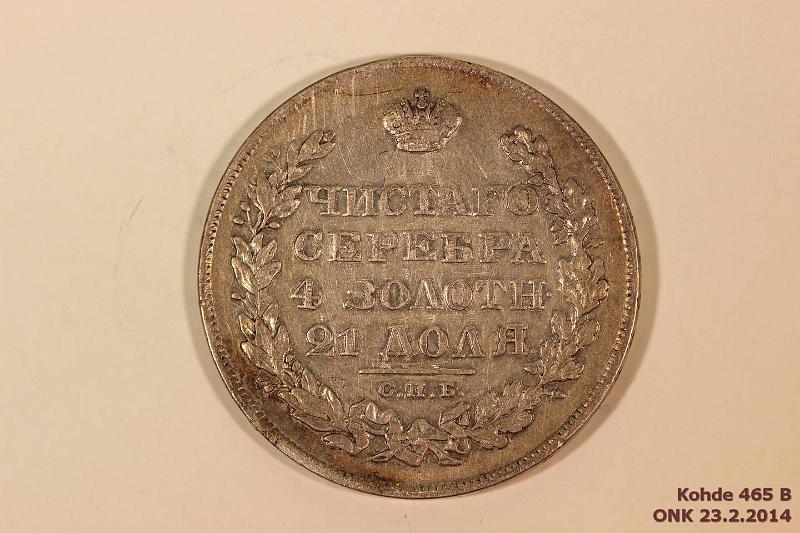 ЧИСТАГО
СЕРЕБРА
4 ЗОЛОТН
21 ДОЛЯ
С.П.Б.
Kohde 465 B
ONK 23.2.2014